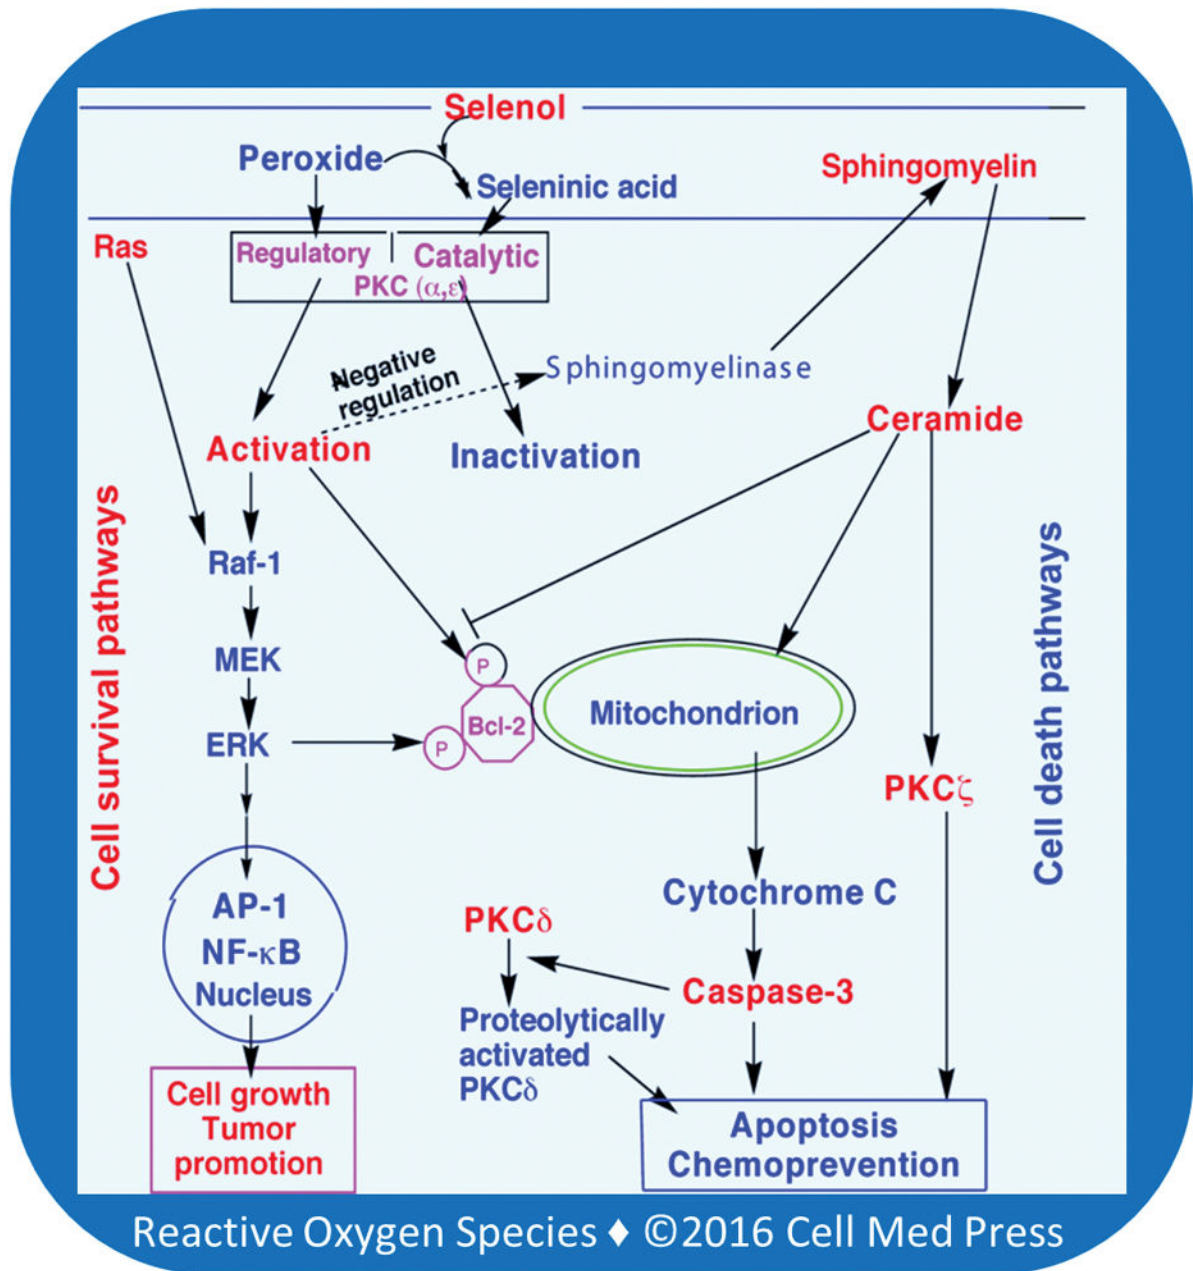 Selenol
Peroxide
Seleninic acid
Sphingomyelin
Ras
Regulatory
Catalytic
PKC (α,ε)
Negative
regulation
Sphingomyelinase
Activation
Inactivation
Ceramide
Cell survival pathways
Cell death pathways
Raf-1
MEK
P
Bcl-2
Mitochondrion
ERK
P
PKCζ
AP-1
NF-κB
Nucleus
Cytochrome C
PKCδ
Caspase-3
Proteolytically
activated
PKCδ
Cell growth
Tumor
promotion
Apoptosis
Chemoprevention
Reactive Oxygen Species ♦ ©2016 Cell Med Press